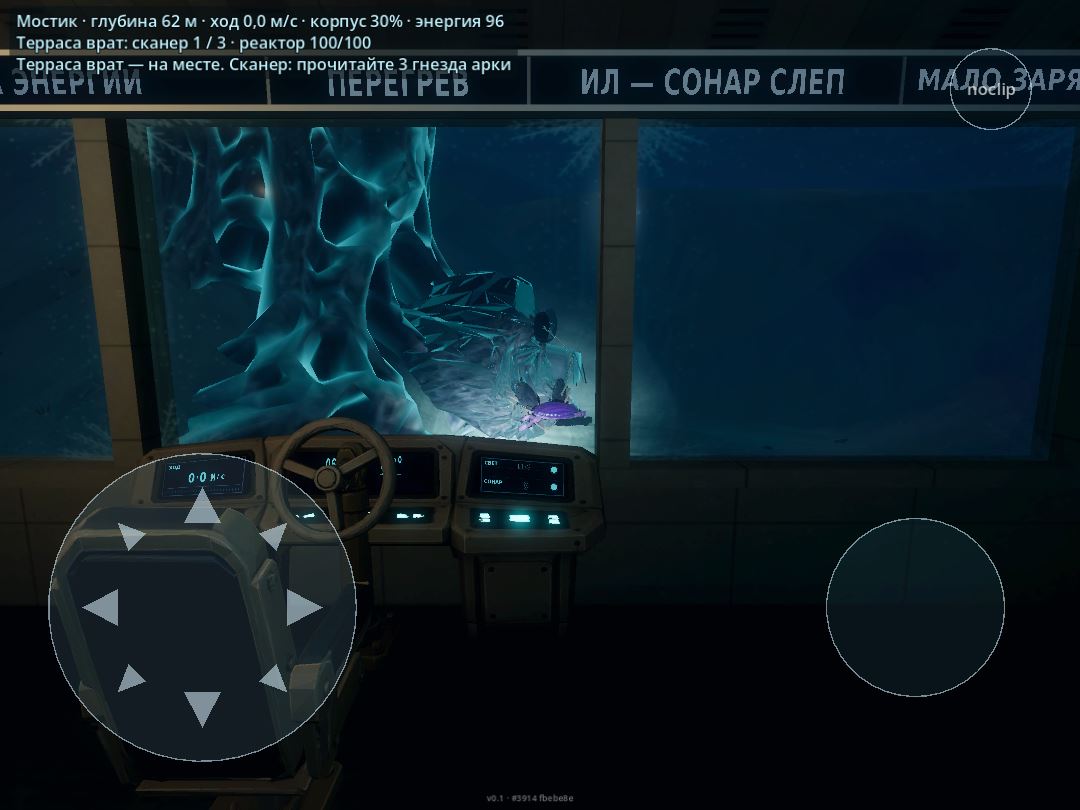 Мостик · глубина 62 м · ход 0,0 м/с · корпус 30% · энергия 96
Терраса врат: сканер 1 / 3 · реактор 100/100
Терраса врат — на месте. Сканер: прочитайте 3 гнезда арки
ЭНЕРГИИ
ПЕРЕГРЕВ
ИЛ — СОНАР СЛЕП
МАЛО ЗАРЯ
noclip
ХОД
0·0 М/с
СВЕТ
СОНАР
v0.1 · #3914 fbebe8e